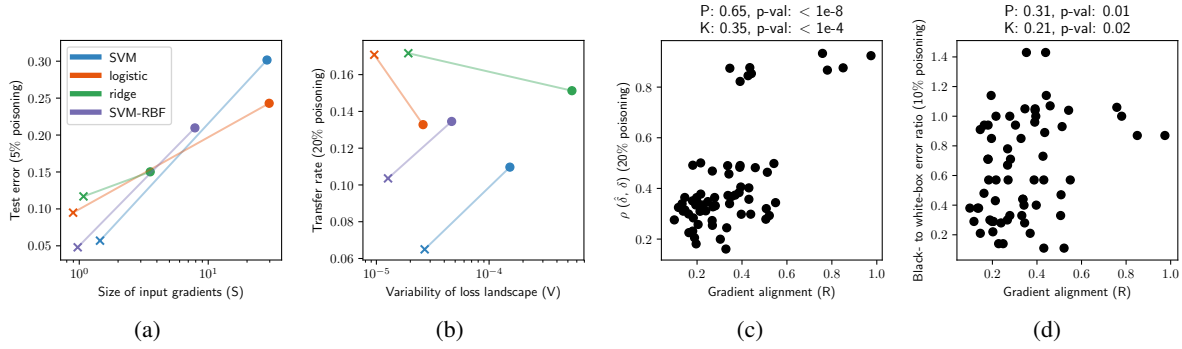 P: 0.65, p-val: < 1e-8
K: 0.35, p-val: < 1e-4
P: 0.31, p-val: 0.01
K: 0.21, p-val: 0.02
Test error (5% poisoning)
0.30
0.25
0.20
0.15
0.10
0.05
SVM
logistic
ridge
SVM-RBF
10⁰
10¹
Size of input gradients (S)
(a)
Transfer rate (20% poisoning)
0.16
0.14
0.12
0.10
0.08
0.06
10⁻⁵
10⁻⁴
Variability of loss landscape (V)
(b)
ρ (δ̂, δ) (20% poisoning)
0.8
0.6
0.4
0.2
0.2
0.4
0.6
0.8
1.0
Gradient alignment (R)
(c)
Black- to white-box error ratio (10% poisoning)
1.4
1.2
1.0
0.8
0.6
0.4
0.2
0.2
0.4
0.6
0.8
1.0
Gradient alignment (R)
(d)